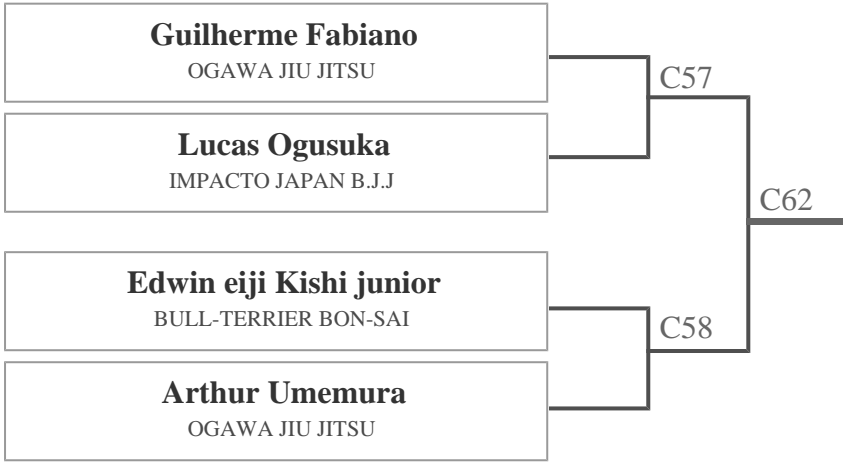 Guilherme Fabiano
OGAWA JIU JITSU
C57
Lucas Ogusuka
IMPACTO JAPAN B.J.J
C62
Edwin eiji Kishi junior
BULL-TERRIER BON-SAI
C58
Arthur Umemura
OGAWA JIU JITSU